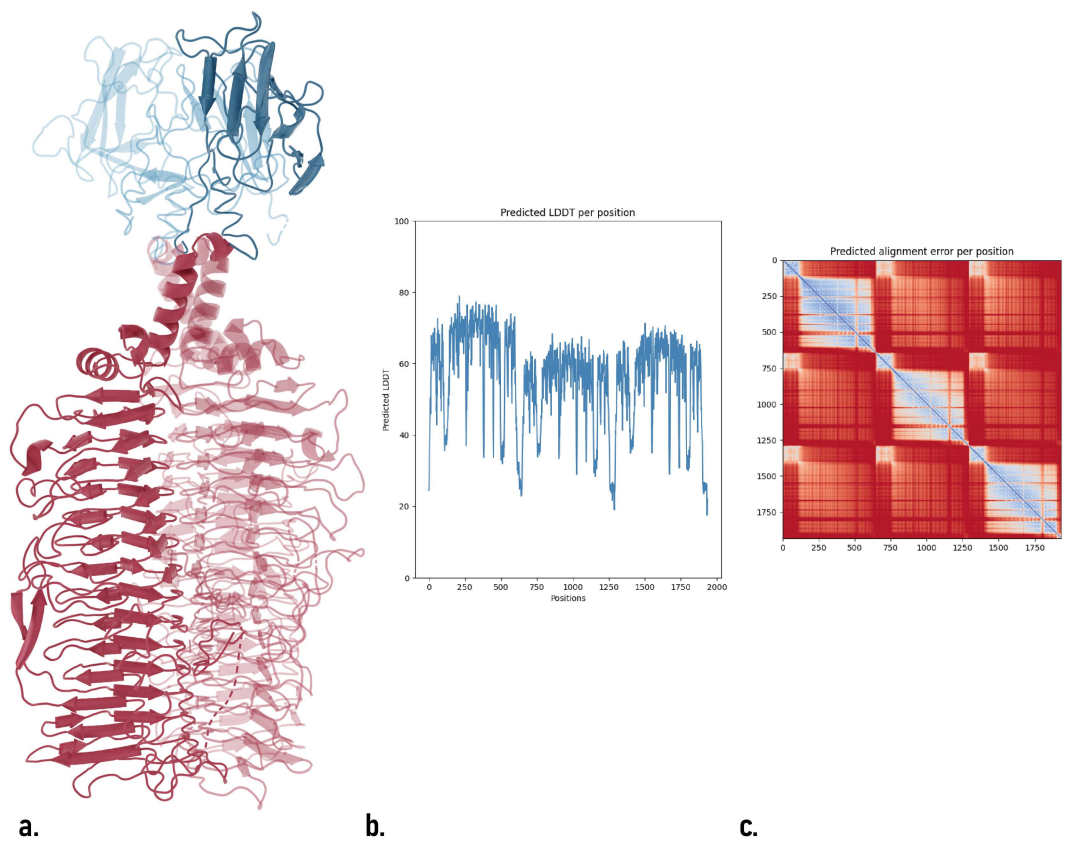 Predicted LDDT per position
100
80
60
40
20
0
Predicted LDDT
0 250 500 750 1000 1250 1500 1750 2000
Positions
Predicted alignment error per position
0
250
500
750
1000
1250
1500
1750
0 250 500 750 1000 1250 1500 1750
a. b. c.